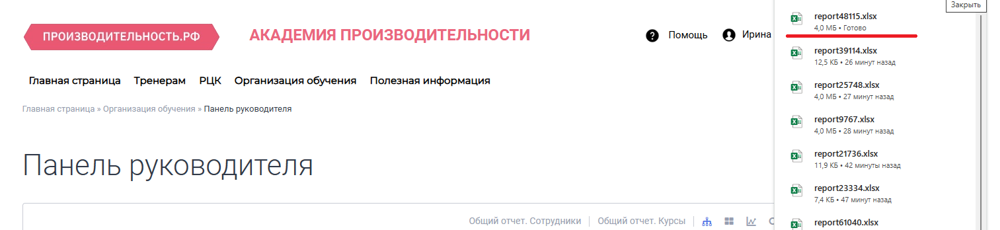 Закрыть
ПРОИЗВОДИТЕЛЬНОСТЬ.РФ
АКАДЕМИЯ ПРОИЗВОДИТЕЛЬНОСТИ
? Помощь
Ирина
Главная страница Тренерам РЦК Организация обучения Полезная информация
Главная страница » Организация обучения » Панель руководителя
Панель руководителя
Общий отчет. Сотрудники
Общий отчет. Курсы
report48115.xlsx
4,0 МБ • Готово
report39114.xlsx
12,5 КБ • 26 минут назад
report25748.xlsx
4,0 МБ • 27 минут назад
report9767.xlsx
4,0 МБ • 28 минут назад
report21736.xlsx
11,9 КБ • 42 минуты назад
report23334.xlsx
7,4 КБ • 47 минут назад
report61040.xlsx